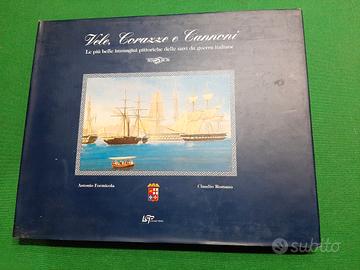 Vele, Corazze e Cannoni
Le più belle immagini pittoriche delle navi da guerra italiane
Antonio Formicola
Claudio Romano
subito